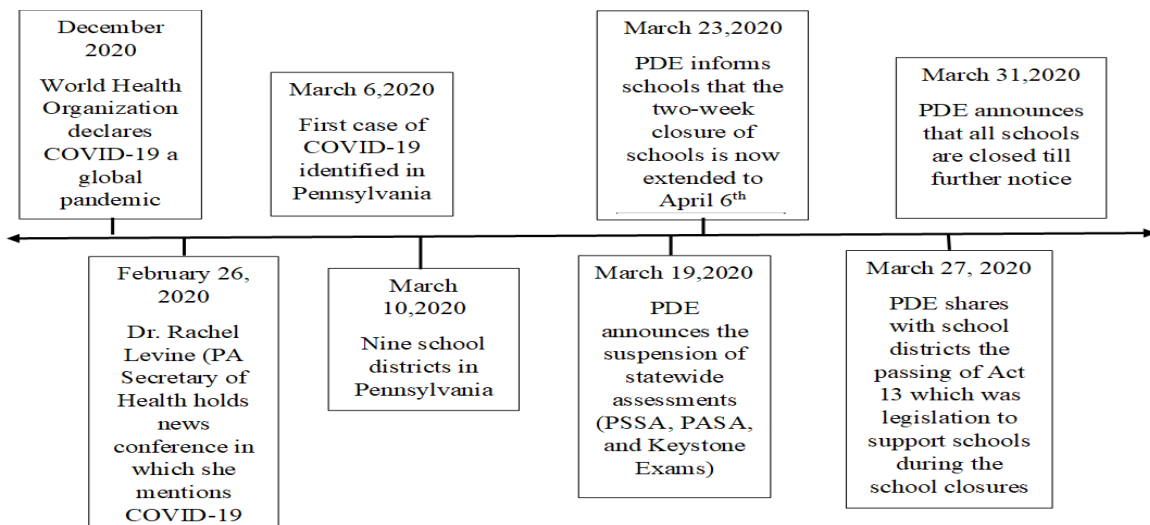 December
2020
World Health
Organization
declares
COVID-19 a
global
pandemic
February 26,
2020
Dr. Rachel
Levine (PA
Secretary of
Health holds
news
conference in
which she
mentions
COVID-19
March 6,2020
First case of
COVID-19
identified in
Pennsylvania
March
10,2020
Nine school
districts in
Pennsylvania
March 19,2020
PDE
announces the
suspension of
statewide
assessments
(PSSA, PASA,
and Keystone
Exams)
March 23,2020
PDE informs
schools that the
two-week
closure of
schools is now
extended to
April 6th
March 27, 2020
PDE shares
with school
districts the
passing of Act
13 which was
legislation to
support schools
during the
school closures
March 31,2020
PDE announces
that all schools
are closed till
further notice